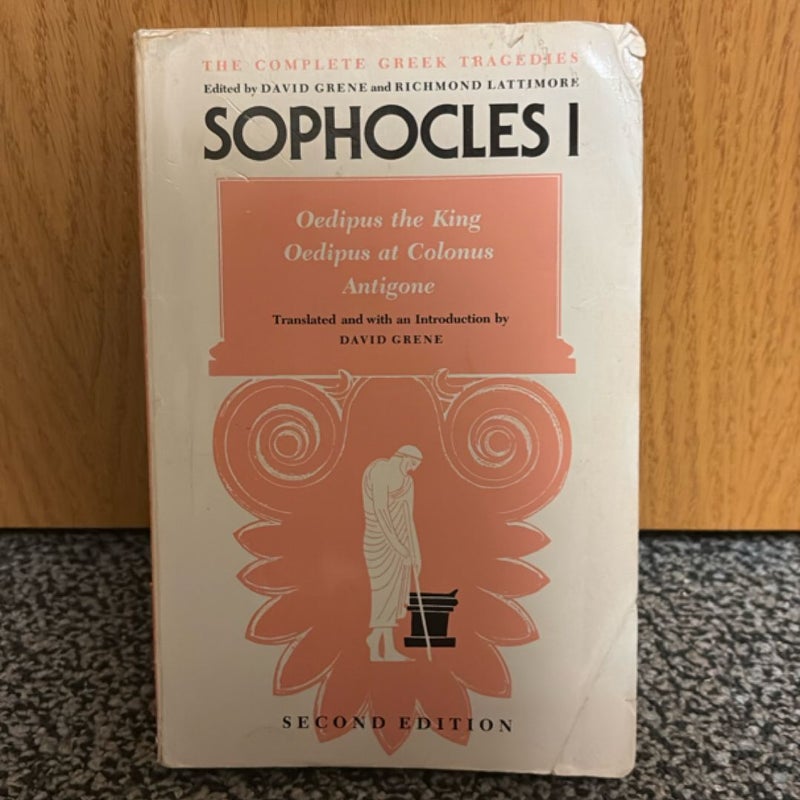 THE COMPLETE GREEK TRAGEDIES
Edited by DAVID GRENE and RICHMOND LATTIMORE
SOPHOCLES I
Oedipus the King
Oedipus at Colonus
Antigone
Translated and with an Introduction by
DAVID GRENE
SECOND EDITION